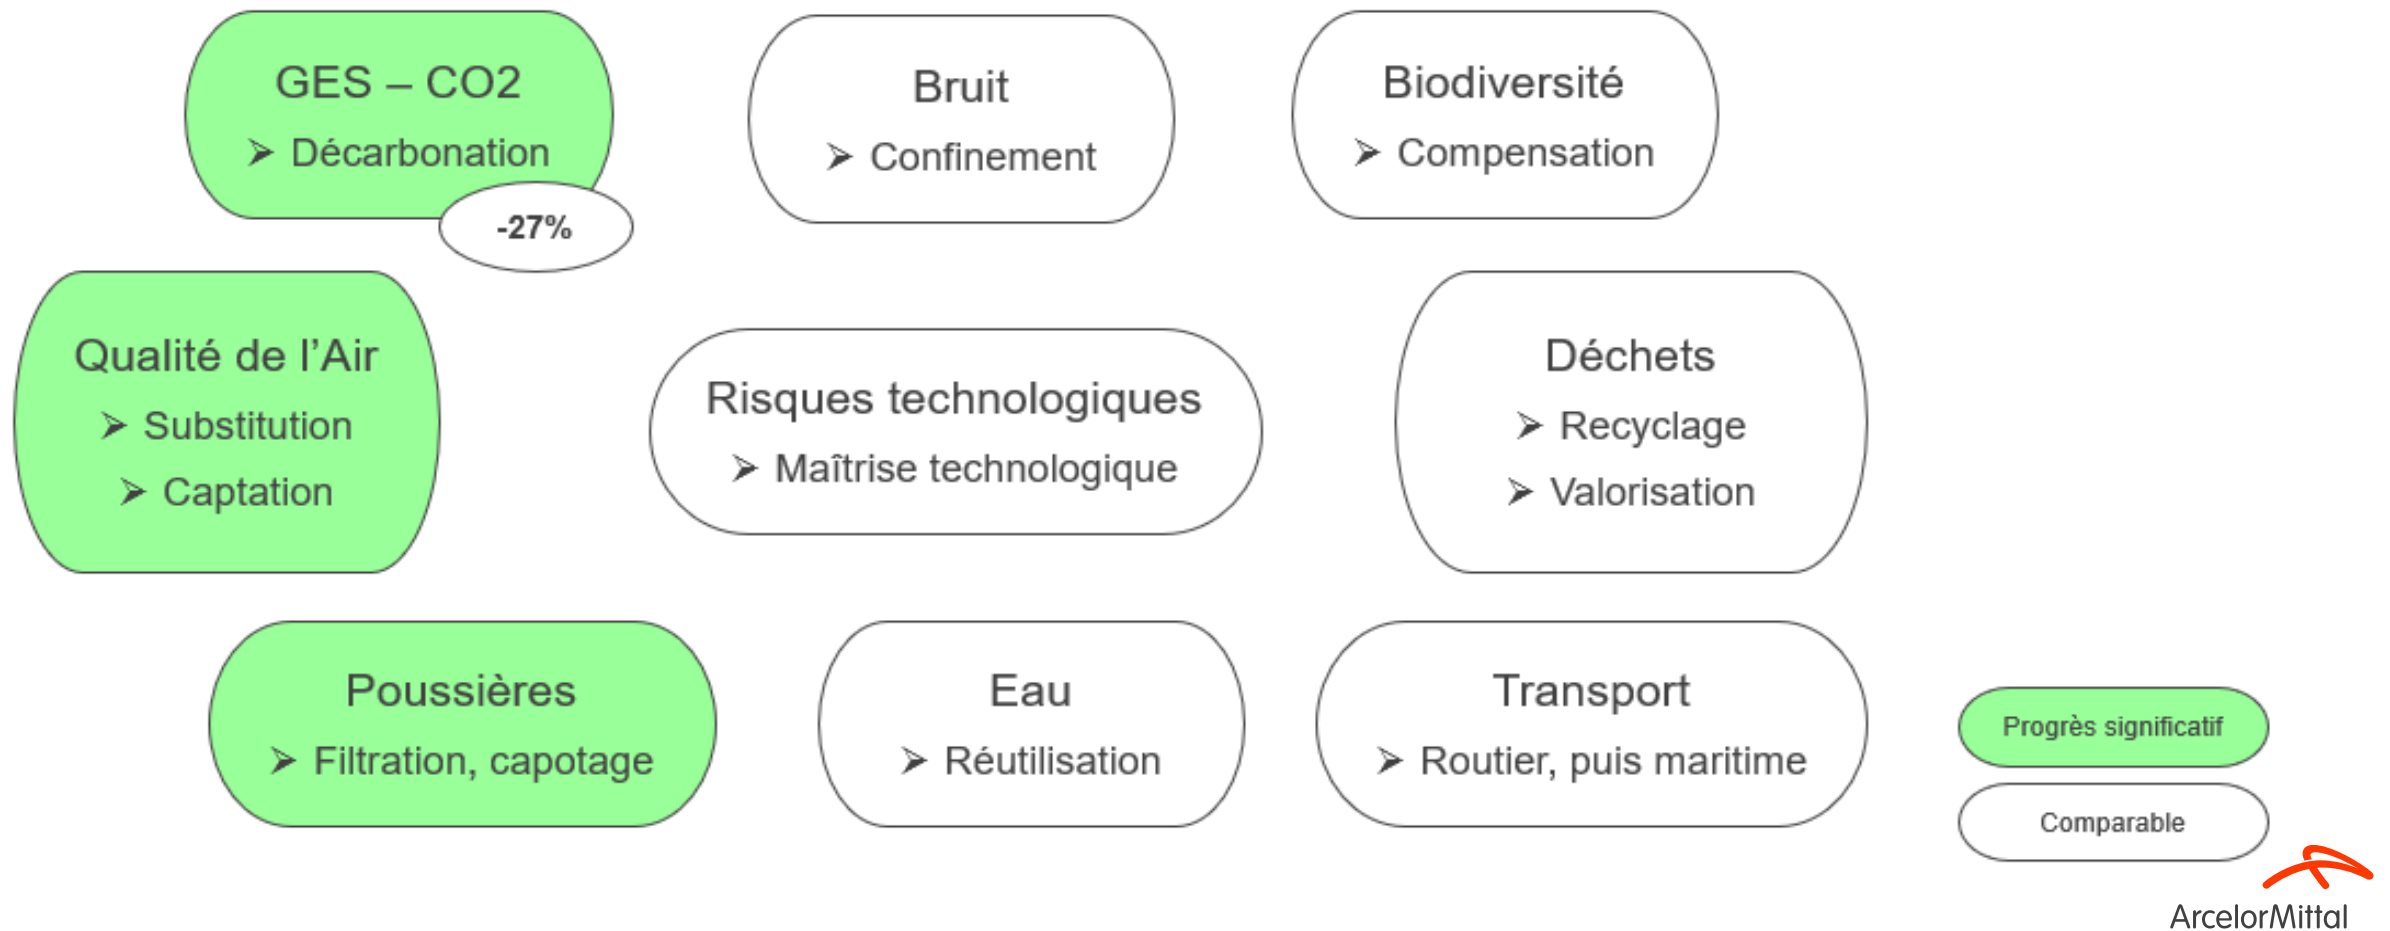 GES – CO2
➢ Décarbonation
-27%
Bruit
➢ Confinement
Biodiversité
➢ Compensation
Qualité de l’Air
➢ Substitution
➢ Captation
Risques technologiques
➢ Maîtrise technologique
Déchets
➢ Recyclage
➢ Valorisation
Poussières
➢ Filtration, capotage
Eau
➢ Réutilisation
Transport
➢ Routier, puis maritime
Progrès significatif
Comparable
ArcelorMittal